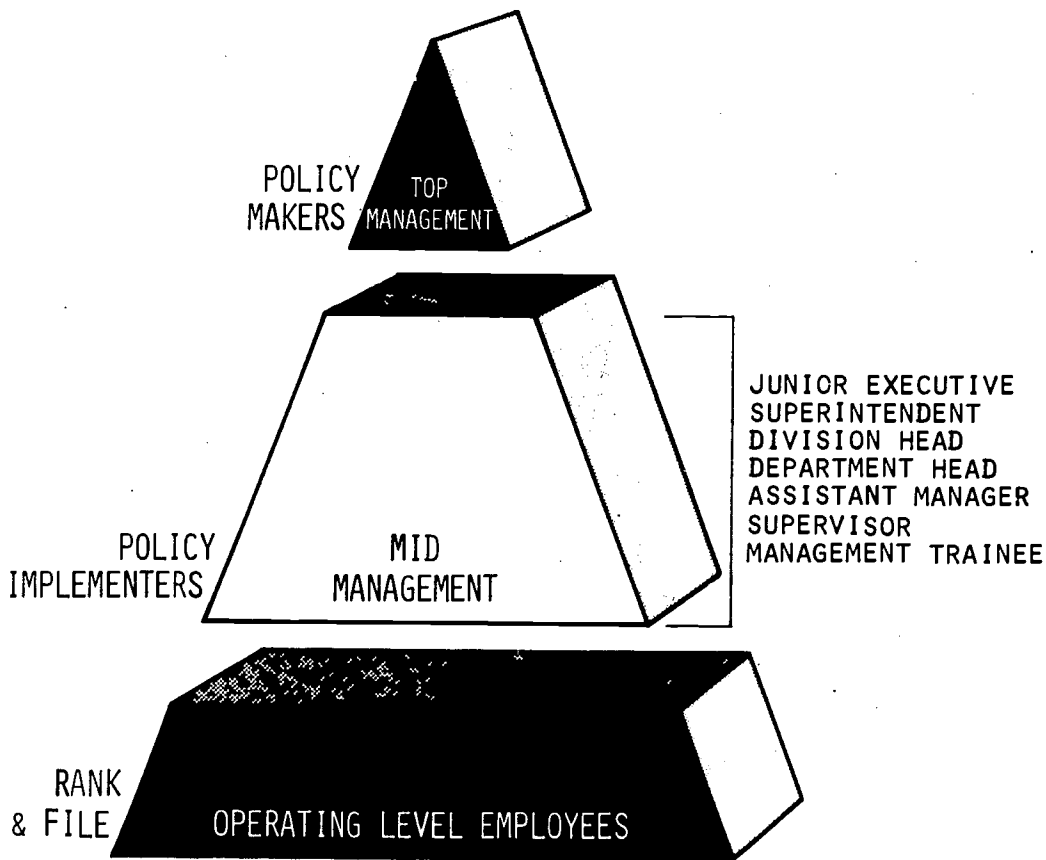 POLICY
MAKERS
TOP
MANAGEMENT
POLICY
IMPLEMENTERS
MID
MANAGEMENT
JUNIOR EXECUTIVE
SUPERINTENDENT
DIVISION HEAD
DEPARTMENT HEAD
ASSISTANT MANAGER
SUPERVISOR
MANAGEMENT TRAINEE
RANK
& FILE
OPERATING LEVEL EMPLOYEES